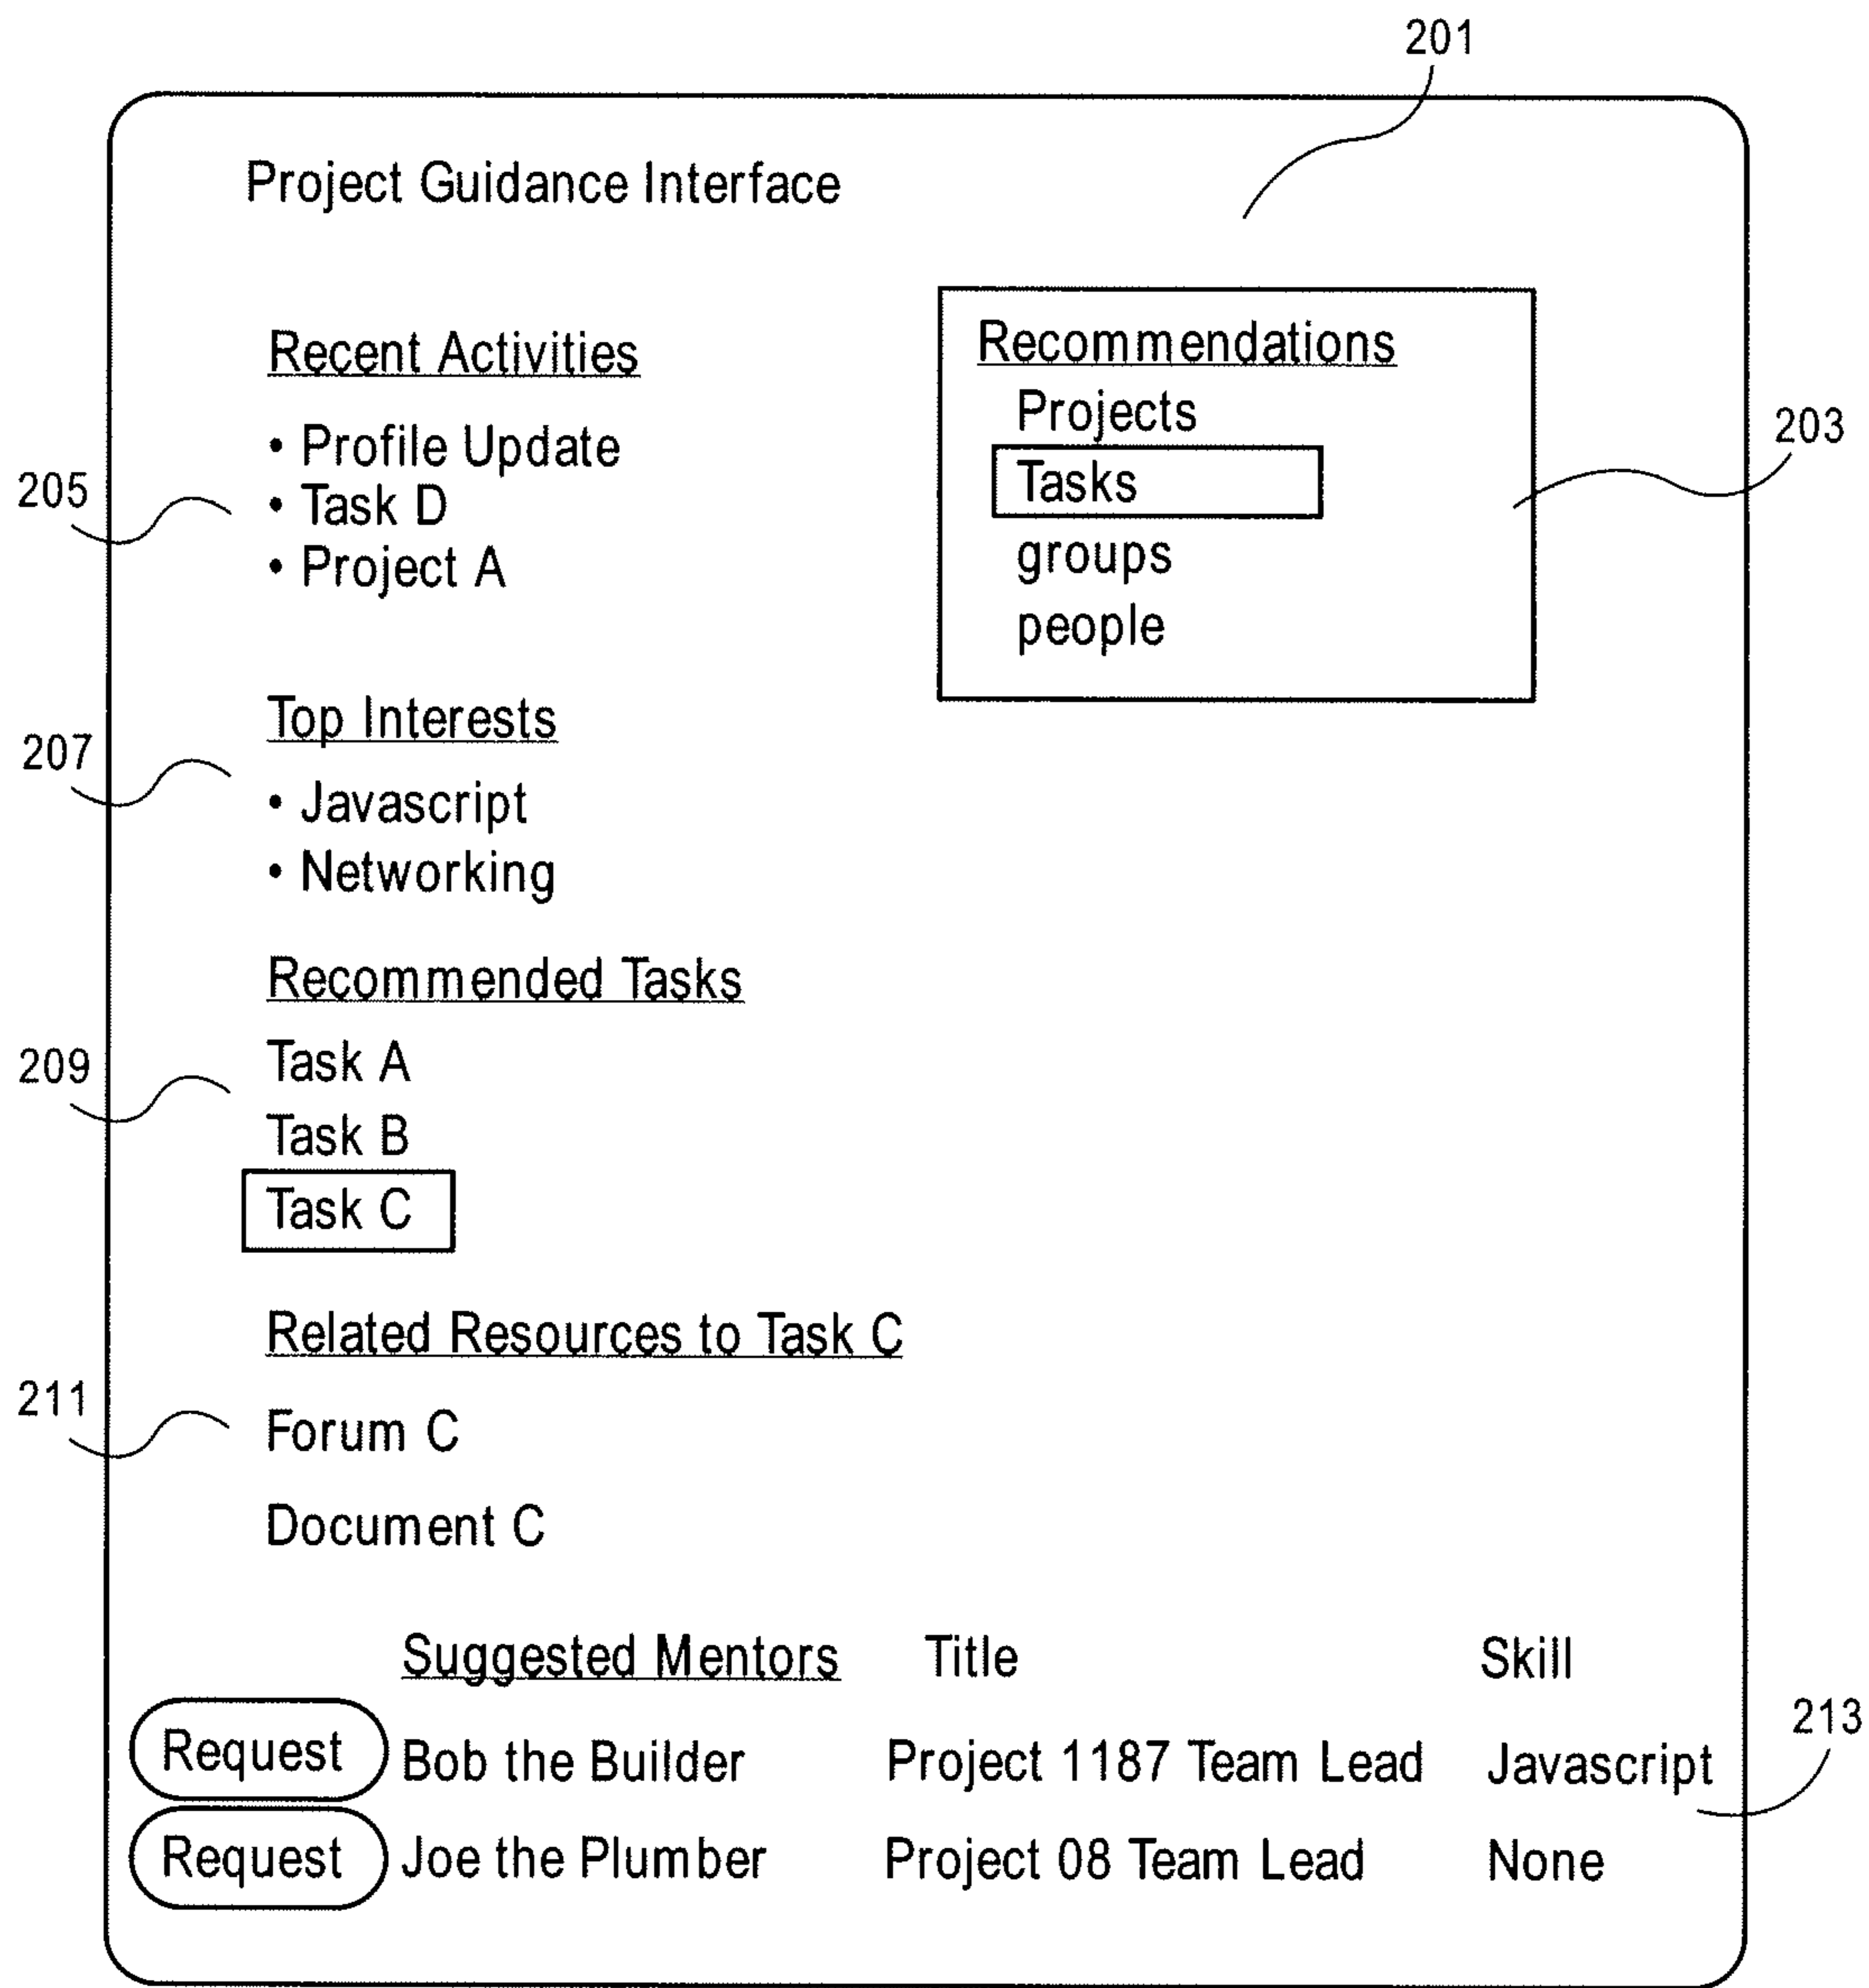 201
Project Guidance Interface
Recent Activities
• Profile Update
• Task D
• Project A
205
Recommendations
Projects
Tasks
groups
people
203
Top Interests
207
• Javascript
• Networking
Recommended Tasks
209
Task A
Task B
Task C
Related Resources to Task C
211
Forum C
Document C
Suggested Mentors Title Skill
213
Request Bob the Builder Project 1187 Team Lead Javascript
Request Joe the Plumber Project 08 Team Lead None